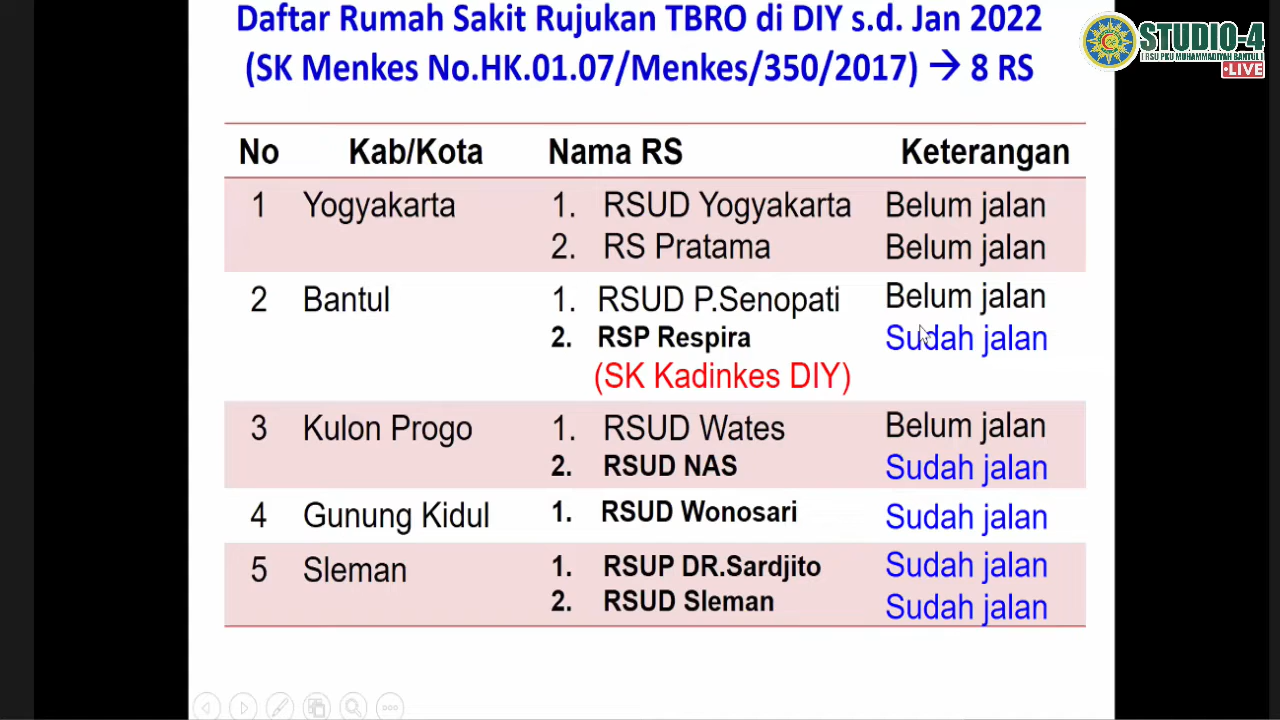 Daftar Rumah Sakit Rujukan TBRO di DIY s.d. Jan 2022
(SK Menkes No.HK.01.07/Menkes/350/2017) → 8 RS
STUDIO-4
[ RSU PKU MUHAMMADIYAH BANTUL ]
•LIVE
No Kab/Kota Nama RS Keterangan
1 Yogyakarta 1. RSUD Yogyakarta Belum jalan
2. RS Pratama Belum jalan
2 Bantul 1. RSUD P.Senopati Belum jalan
2. RSP Respira Sudah jalan
(SK Kadinkes DIY)
3 Kulon Progo 1. RSUD Wates Belum jalan
2. RSUD NAS Sudah jalan
4 Gunung Kidul 1. RSUD Wonosari Sudah jalan
5 Sleman 1. RSUP DR.Sardjito Sudah jalan
2. RSUD Sleman Sudah jalan